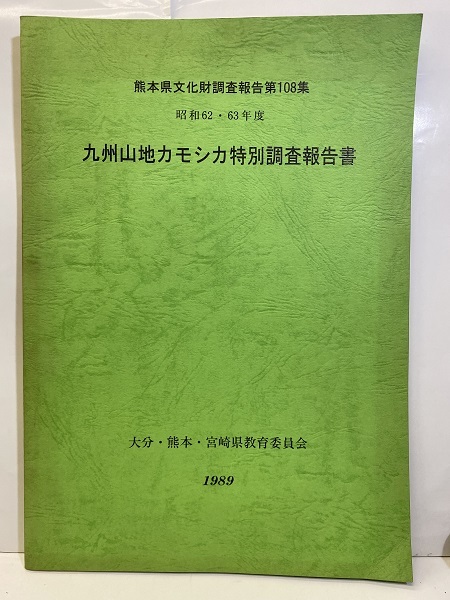 熊本県文化財調査報告第108集
昭和62・63年度
九州山地カモシカ特別調査報告書
大分・熊本・宮崎県教育委員会
1989